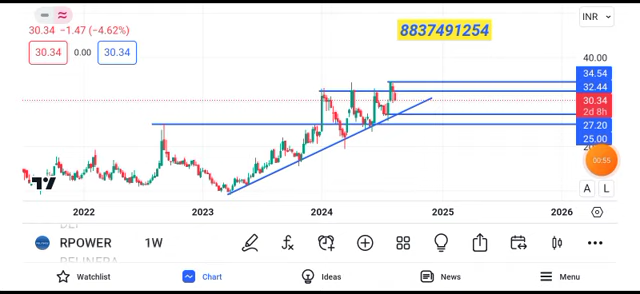 8837491254
INR
30.34 −1.47 (−4.62%)
30.34 0.00 30.34
40.00
34.54
32.44
30.34
2d 8h
27.20
25.00
00:55
A L
2022 2023 2024 2025 2026
RPOWER 1W
RELINFRA
Watchlist Chart Ideas News Menu